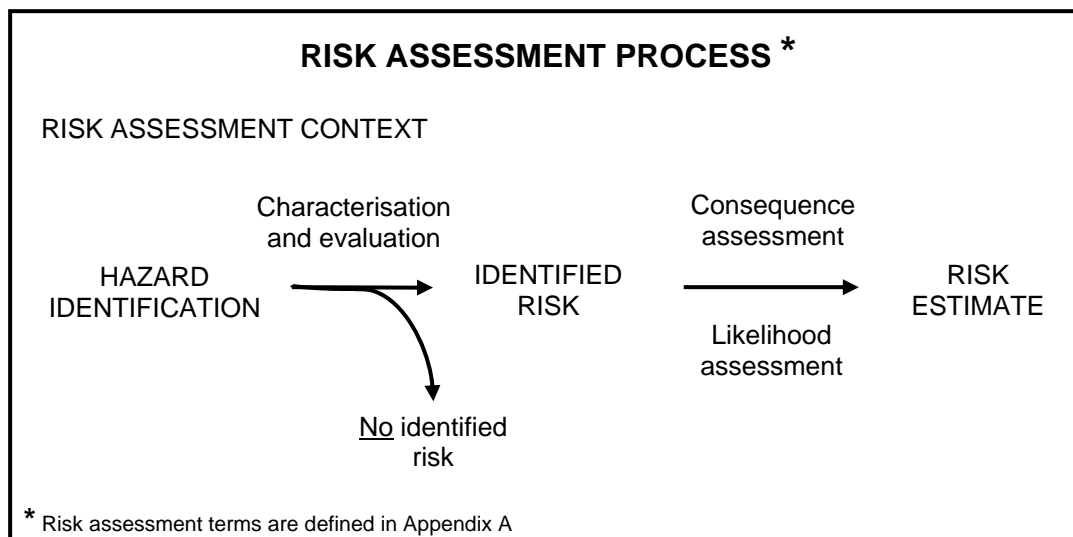 RISK ASSESSMENT PROCESS *
RISK ASSESSMENT CONTEXT
Characterisation
and evaluation
Consequence
assessment
HAZARD
IDENTIFICATION
IDENTIFIED
RISK
RISK
ESTIMATE
Likelihood
assessment
No identified
risk
* Risk assessment terms are defined in Appendix A